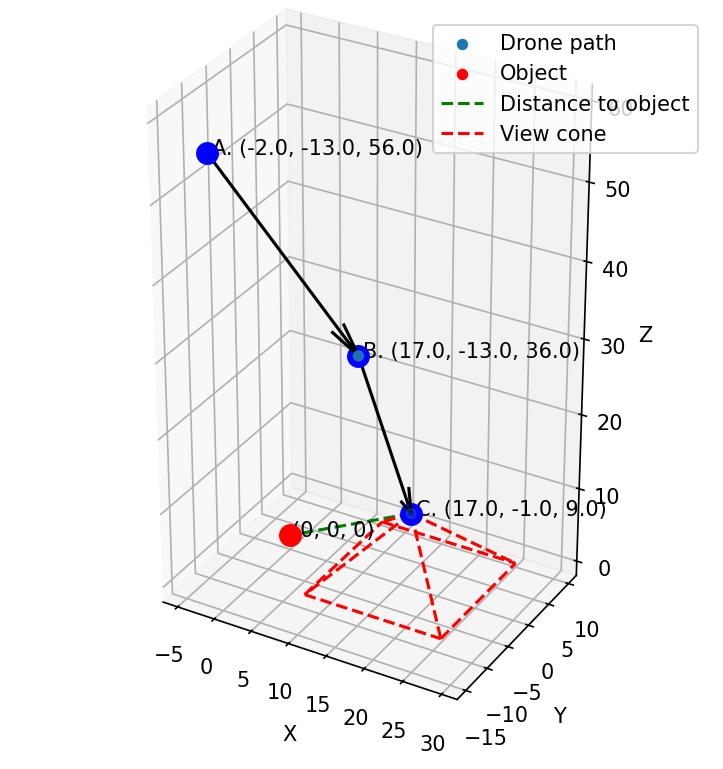 Drone path
Object
Distance to object
View cone
A. (-2.0, -13.0, 56.0)
B. (17.0, -13.0, 36.0)
C. (17.0, -1.0, 9.0)
(0, 0, 0)
60
50
40
30
20
10
0
Z
−5
0
5
10
15
20
25
30
X
−15
−10
−5
0
5
10
Y